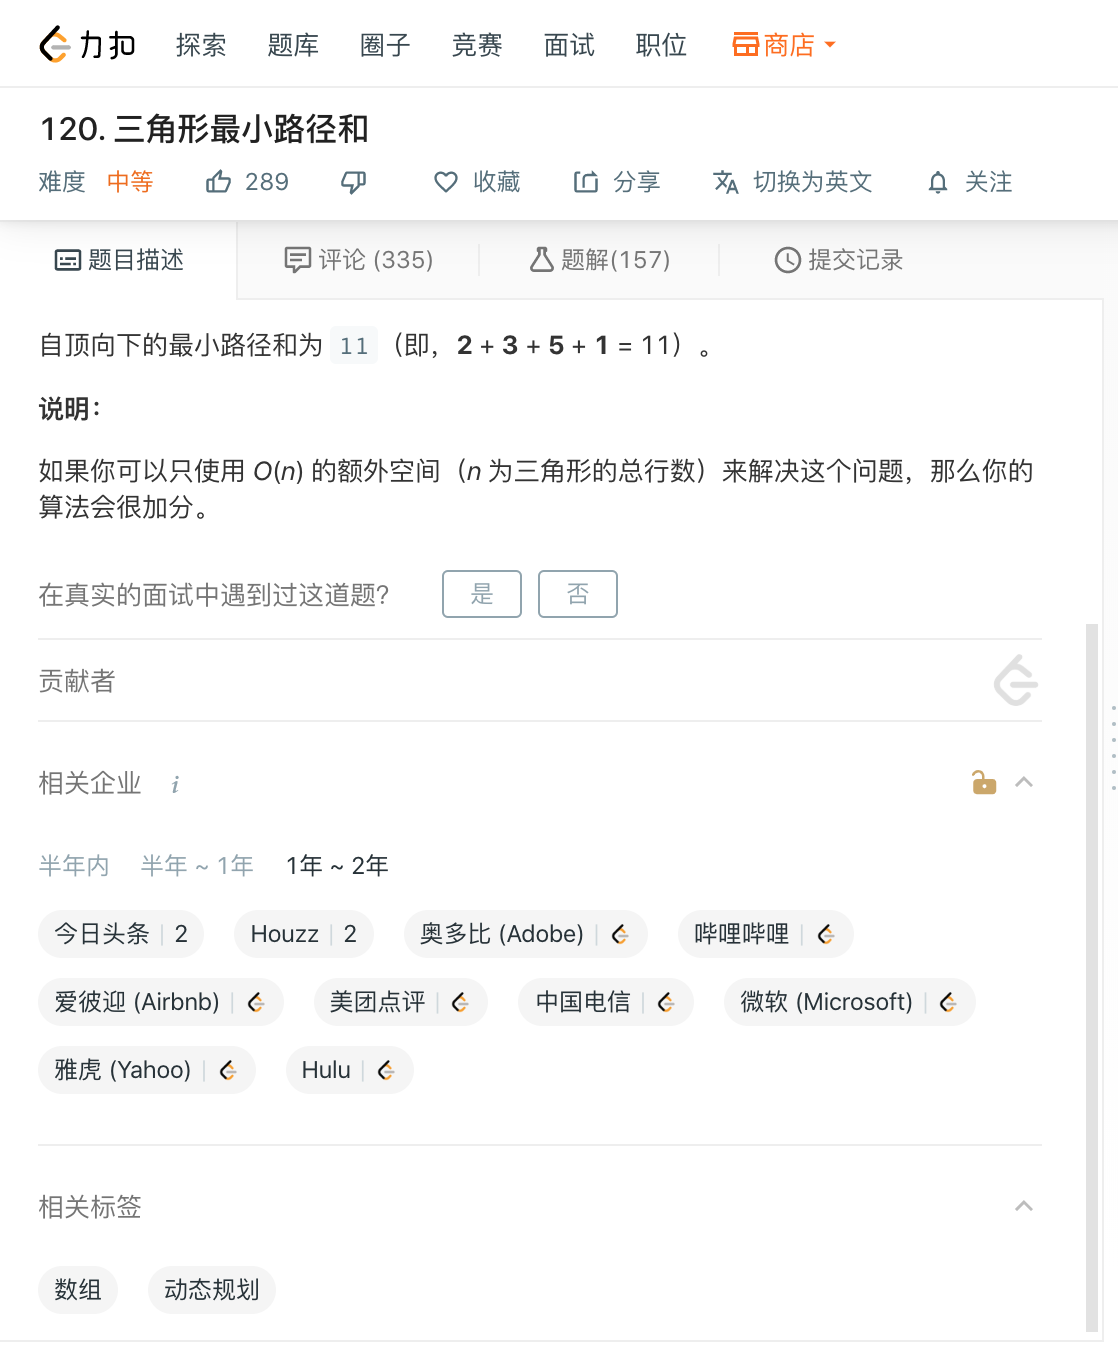 力扣 探索 题库 圈子 竞赛 面试 职位 商店
120. 三角形最小路径和
难度 中等 289 收藏 分享 切换为英文 关注
题目描述 评论 (335) 题解(157) 提交记录
自顶向下的最小路径和为 11（即，2 + 3 + 5 + 1 = 11）。
说明：
如果你可以只使用 O(n) 的额外空间（n 为三角形的总行数）来解决这个问题，那么你的
算法会很加分。
在真实的面试中遇到过这道题? 是 否
贡献者
相关企业 i
半年内 半年 ~ 1年 1年 ~ 2年
今日头条 2 Houzz 2 奥多比 (Adobe) 哔哩哔哩
爱彼迎 (Airbnb) 美团点评 中国电信 微软 (Microsoft)
雅虎 (Yahoo) Hulu
相关标签
数组 动态规划